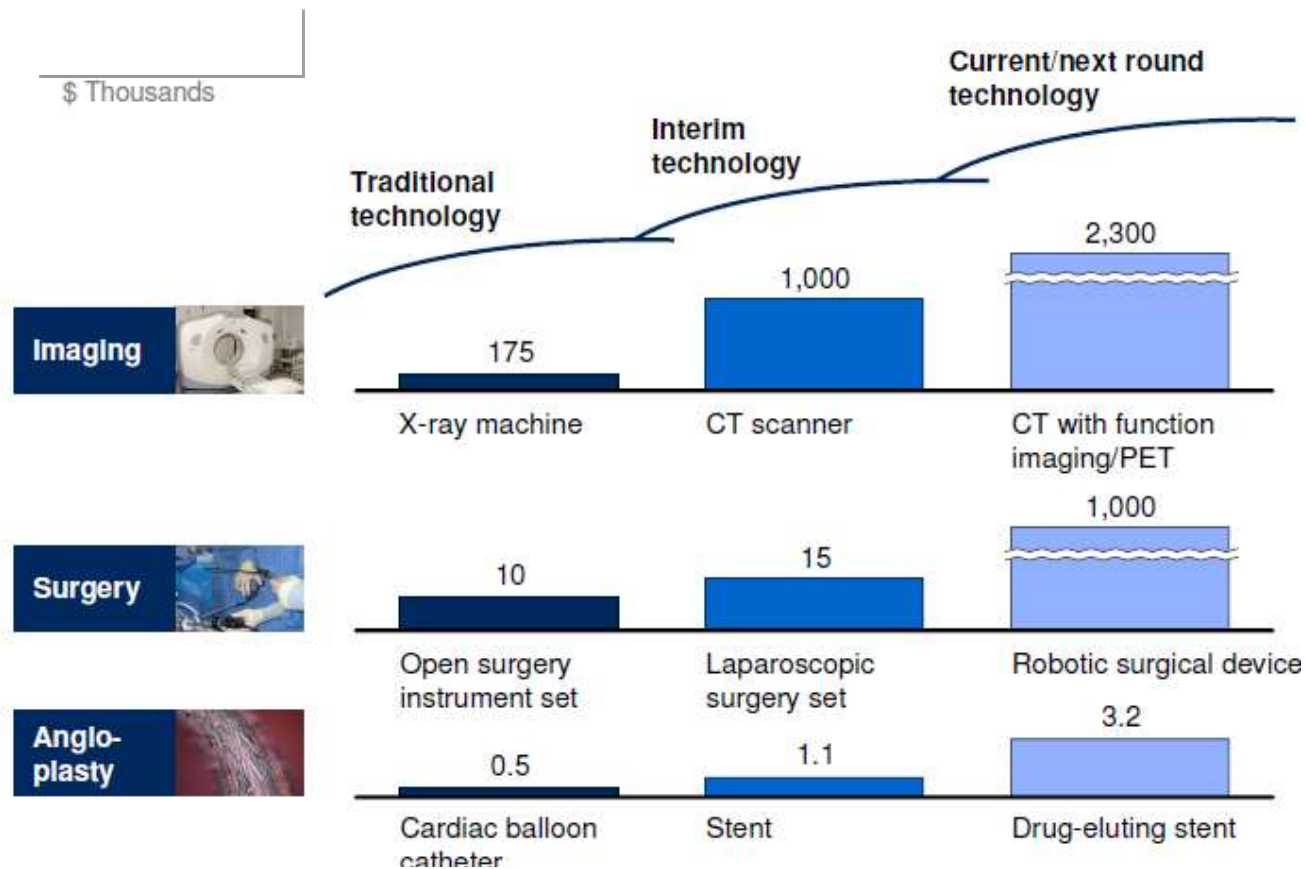 $ Thousands
Current/next round
technology
Interim
technology
Traditional
technology
Imaging
175
1,000
2,300
X-ray machine
CT scanner
CT with function
imaging/PET
Surgery
10
15
1,000
Open surgery
instrument set
Laparoscopic
surgery set
Robotic surgical device
Angio-
plasty
0.5
1.1
3.2
Cardiac balloon
catheter
Stent
Drug-eluting stent